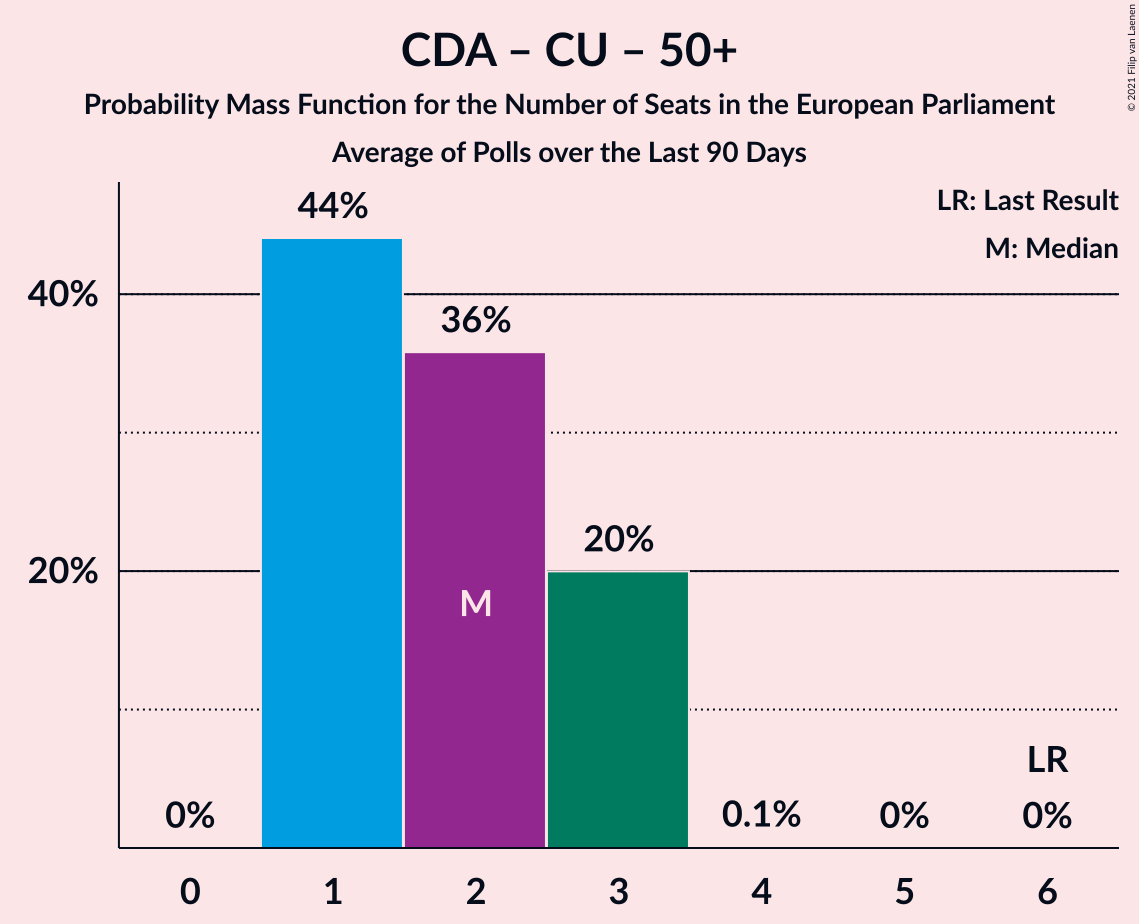 CDA – CU – 50+
Probability Mass Function for the Number of Seats in the European Parliament
Average of Polls over the Last 90 Days
© 2021 Filip van Laenen
LR: Last Result
M: Median
44%
40%
36%
20%
20%
M
LR
0%
0.1%
0%
0%
0 1 2 3 4 5 6